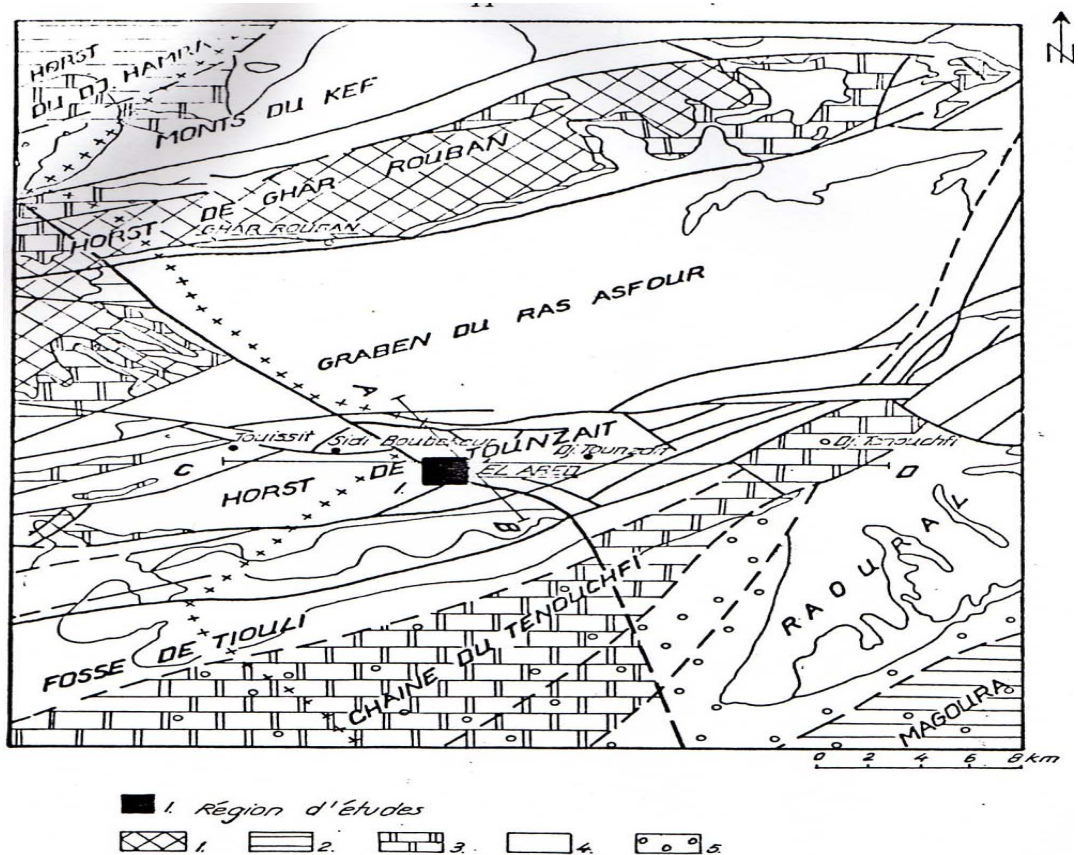 N
HORST
DU DJ HAMRA
MONTS DU KEF
HORST DE GHAR ROUBAN
GHAR ROUBAN
GRABEN DU RAS ASFOUR
A
Touissit
Sidi Boubekeur
HORST DE TOUNZAIT
Dj. Tounzait
Dj. Tenouchfi
C
D
1.
EL ABED
B
RAOURAL
FOSSE DE TIOULI
CHAINE DU TENOUCHFI
MAGOURA
0 2 4 6 8 km
1. Région d'études
1. 2. 3. 4. 5.